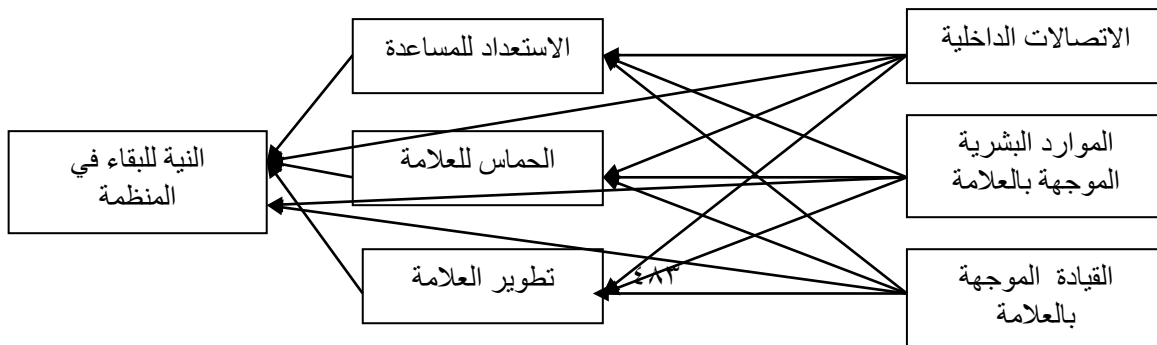 الاتصالات الداخلية
الموارد البشرية
الموجهة بالعلامة
القيادة الموجهة
بالعلامة
الاستعداد للمساعدة
الحماس للعلامة
تطوير العلامة
٤٨٣
النية للبقاء في
المنظمة